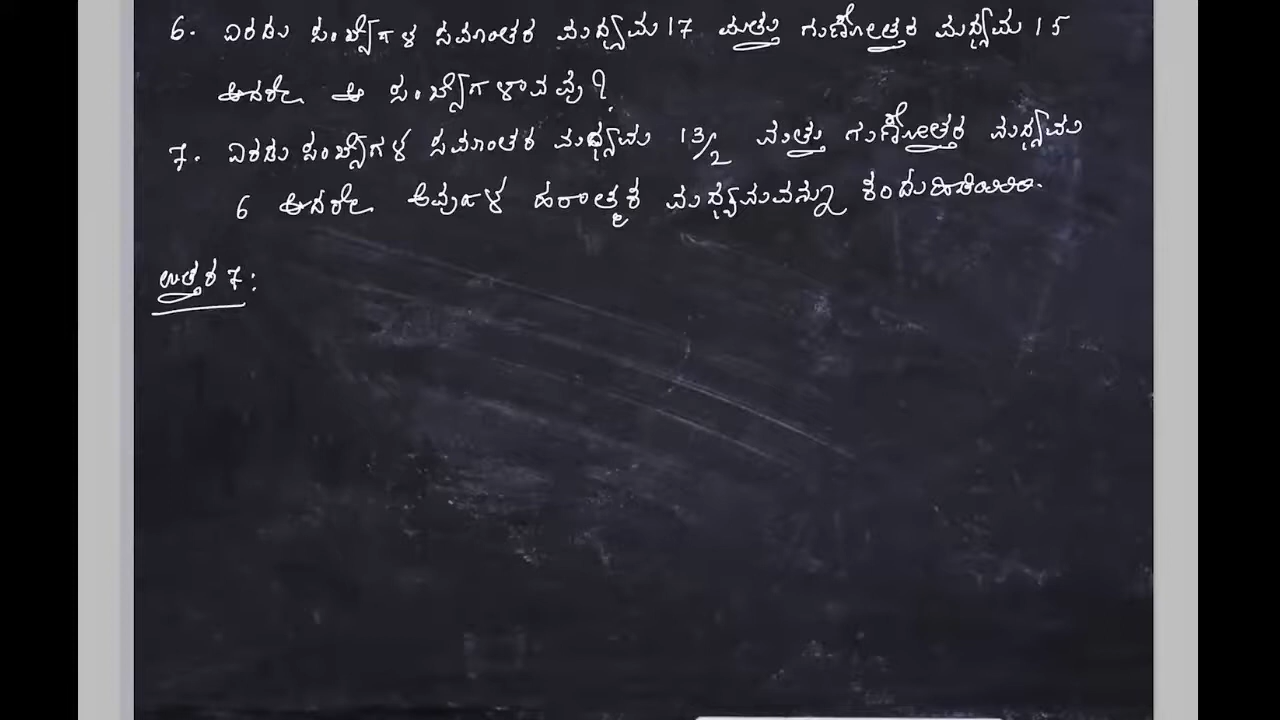 6. ಎರಡು ಸಂಖ್ಯೆಗಳ ಸಮಾಂತರ ಮಧ್ಯಮ 17 ಮತ್ತು ಗುಣೋತ್ತರ ಮಧ್ಯಮ 15
ಆದರೇ ಆ ಸಂಖ್ಯೆಗಳಾವವು?
7. ಎರಡು ಸಂಖ್ಯೆಗಳ ಸಮಾಂತರ ಮಧ್ಯಮ 13/2 ಮತ್ತು ಗುಣೋತ್ತರ ಮಧ್ಯಮ
6 ಆದರೇ ಅವುಗಳ ಹರಾತ್ಮಕ ಮಧ್ಯಮವನ್ನು ಕಂಡುಹಿಡಿಯಿರಿ.
ಉತ್ತರ 7: